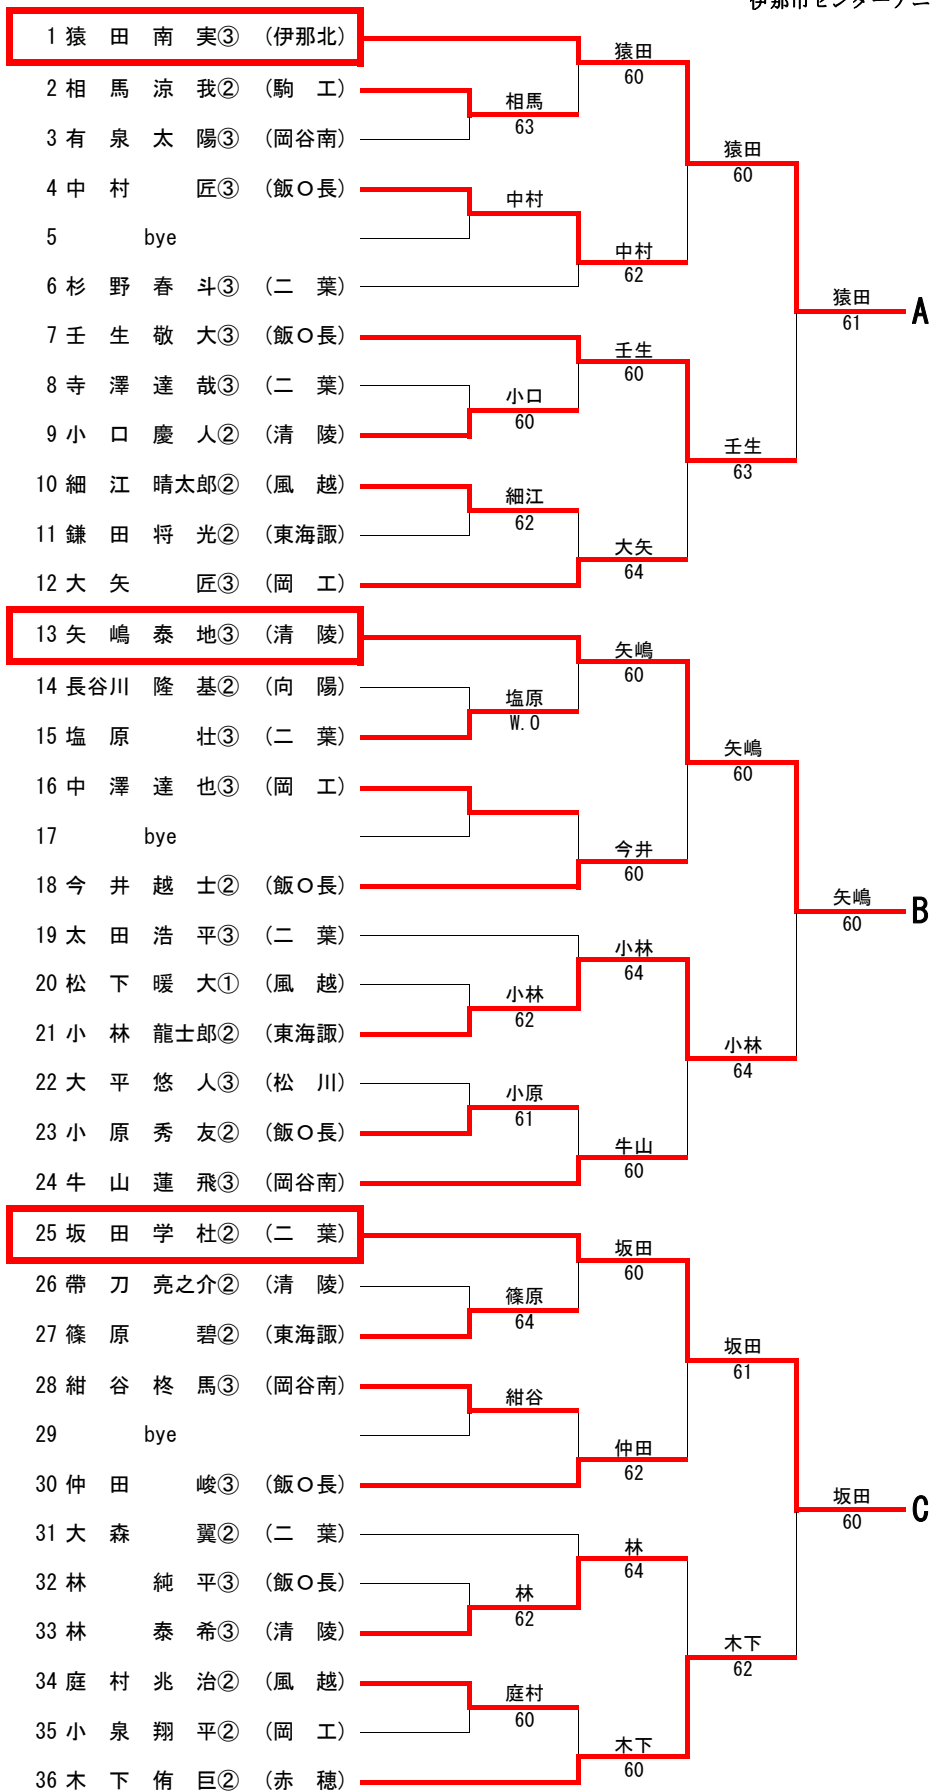 伊那市センターテニ
1 猿 田 南 実③ (伊那北)
猿田
60
2 相 馬 涼 我② (駒 工)
相馬
63
3 有 泉 太 陽③ (岡谷南)
猿田
60
4 中 村 匠③ (飯O長)
中村
5 bye
中村
62
6 杉 野 春 斗③ (二 葉)
猿田
61
A
7 壬 生 敬 大③ (飯O長)
壬生
60
8 寺 澤 達 哉③ (二 葉)
小口
60
9 小 口 慶 人② (清 陵)
壬生
63
10 細 江 晴太郎② (風 越)
細江
62
11 鎌 田 将 光② (東海諏)
大矢
64
12 大 矢 匠③ (岡 工)
13 矢 嶋 泰 地③ (清 陵)
矢嶋
60
14 長谷川 隆 基② (向 陽)
塩原
W.O
15 塩 原 壮③ (二 葉)
矢嶋
60
16 中 澤 達 也③ (岡 工)
17 bye
今井
60
18 今 井 越 士② (飯O長)
矢嶋
60
B
19 太 田 浩 平③ (二 葉)
小林
64
20 松 下 暖 大① (風 越)
小林
62
21 小 林 龍士郎② (東海諏)
小林
64
22 大 平 悠 人③ (松 川)
小原
61
23 小 原 秀 友② (飯O長)
牛山
60
24 牛 山 蓮 飛③ (岡谷南)
25 坂 田 学 杜② (二 葉)
坂田
60
26 帶 刀 亮之介② (清 陵)
篠原
64
27 篠 原 碧② (東海諏)
坂田
61
28 紺 谷 柊 馬③ (岡谷南)
紺谷
29 bye
仲田
62
30 仲 田 峻③ (飯O長)
坂田
60
C
31 大 森 翼② (二 葉)
林
64
32 林 純 平③ (飯O長)
林
62
33 林 泰 希③ (清 陵)
木下
62
34 庭 村 兆 治② (風 越)
庭村
60
35 小 泉 翔 平② (岡 工)
木下
60
36 木 下 侑 巨② (赤 穂)